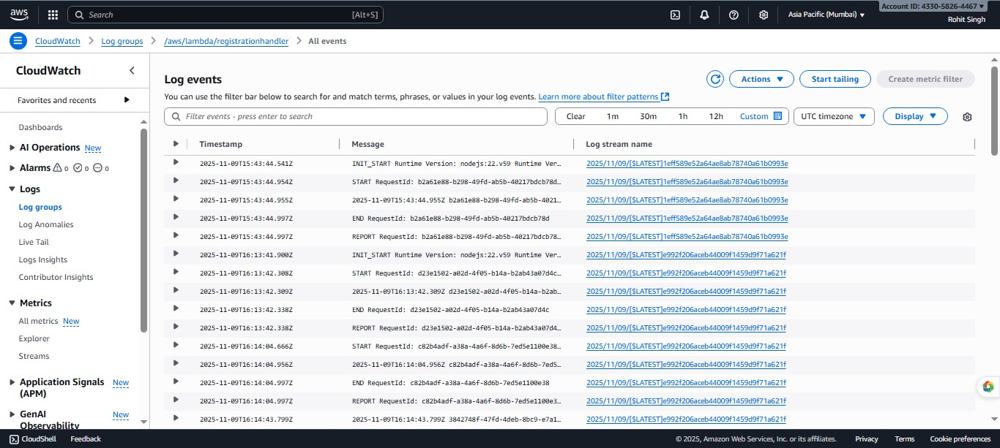 aws
Search [Alt+S]
Asia Pacific (Mumbai)
Account ID: 4330-5826-4467
Rohit Singh
CloudWatch > Log groups > /aws/lambda/registrationhandler > All events
CloudWatch
Favorites and recents
Dashboards
AI Operations New
Alarms 0 0 0
Logs
Log groups
Log Anomalies
Live Tail
Logs Insights
Contributor Insights
Metrics
All metrics New
Explorer
Streams
Application Signals New
(APM)
GenAI New
Observability
Log events
Actions
Start tailing
Create metric filter
You can use the filter bar below to search for and match terms, phrases, or values in your log events. Learn more about filter patterns
Filter events - press enter to search
Clear 1m 30m 1h 12h Custom
UTC timezone
Display
Timestamp Message Log stream name
2025-11-09T15:43:44.541Z INIT_START Runtime Version: nodejs:22.v59 Runtime Ver… 2025/11/09/[$LATEST]1eff589e52a64ae8ab78740a61b0993e
2025-11-09T15:43:44.954Z START RequestId: b2a61e88-b298-49fd-ab5b-40217bdcb78d… 2025/11/09/[$LATEST]1eff589e52a64ae8ab78740a61b0993e
2025-11-09T15:43:44.955Z 2025-11-09T15:43:44.955Z b2a61e88-b298-49fd-ab5b-4021… 2025/11/09/[$LATEST]1eff589e52a64ae8ab78740a61b0993e
2025-11-09T15:43:44.997Z END RequestId: b2a61e88-b298-49fd-ab5b-40217bdcb78d 2025/11/09/[$LATEST]1eff589e52a64ae8ab78740a61b0993e
2025-11-09T15:43:44.997Z REPORT RequestId: b2a61e88-b298-49fd-ab5b-40217bdcb78… 2025/11/09/[$LATEST]1eff589e52a64ae8ab78740a61b0993e
2025-11-09T16:13:41.900Z INIT_START Runtime Version: nodejs:22.v59 Runtime Ver… 2025/11/09/[$LATEST]e992f206aceb44009f1459d9f71a621f
2025-11-09T16:13:42.308Z START RequestId: d23e1502-a02d-4f05-b14a-b2ab43a07d4c… 2025/11/09/[$LATEST]e992f206aceb44009f1459d9f71a621f
2025-11-09T16:13:42.309Z 2025-11-09T16:13:42.309Z d23e1502-a02d-4f05-b14a-b2ab… 2025/11/09/[$LATEST]e992f206aceb44009f1459d9f71a621f
2025-11-09T16:13:42.338Z END RequestId: d23e1502-a02d-4f05-b14a-b2ab43a07d4c 2025/11/09/[$LATEST]e992f206aceb44009f1459d9f71a621f
2025-11-09T16:13:42.338Z REPORT RequestId: d23e1502-a02d-4f05-b14a-b2ab43a07d4… 2025/11/09/[$LATEST]e992f206aceb44009f1459d9f71a621f
2025-11-09T16:14:04.666Z START RequestId: c82b4adf-a38a-4a6f-8d6b-7ed5e1100e38… 2025/11/09/[$LATEST]e992f206aceb44009f1459d9f71a621f
2025-11-09T16:14:04.956Z 2025-11-09T16:14:04.956Z c82b4adf-a38a-4a6f-8d6b-7ed5… 2025/11/09/[$LATEST]e992f206aceb44009f1459d9f71a621f
2025-11-09T16:14:04.997Z END RequestId: c82b4adf-a38a-4a6f-8d6b-7ed5e1100e38 2025/11/09/[$LATEST]e992f206aceb44009f1459d9f71a621f
2025-11-09T16:14:04.997Z REPORT RequestId: c82b4adf-a38a-4a6f-8d6b-7ed5e1100e3… 2025/11/09/[$LATEST]e992f206aceb44009f1459d9f71a621f
2025-11-09T16:14:43.799Z 2025-11-09T16:14:43.799Z 3842748f-47fd-4deb-8bc9-e7a1… 2025/11/09/[$LATEST]e992f206aceb44009f1459d9f71a621f
CloudShell Feedback © 2025, Amazon Web Services, Inc. or its affiliates. Privacy Terms Cookie preferences